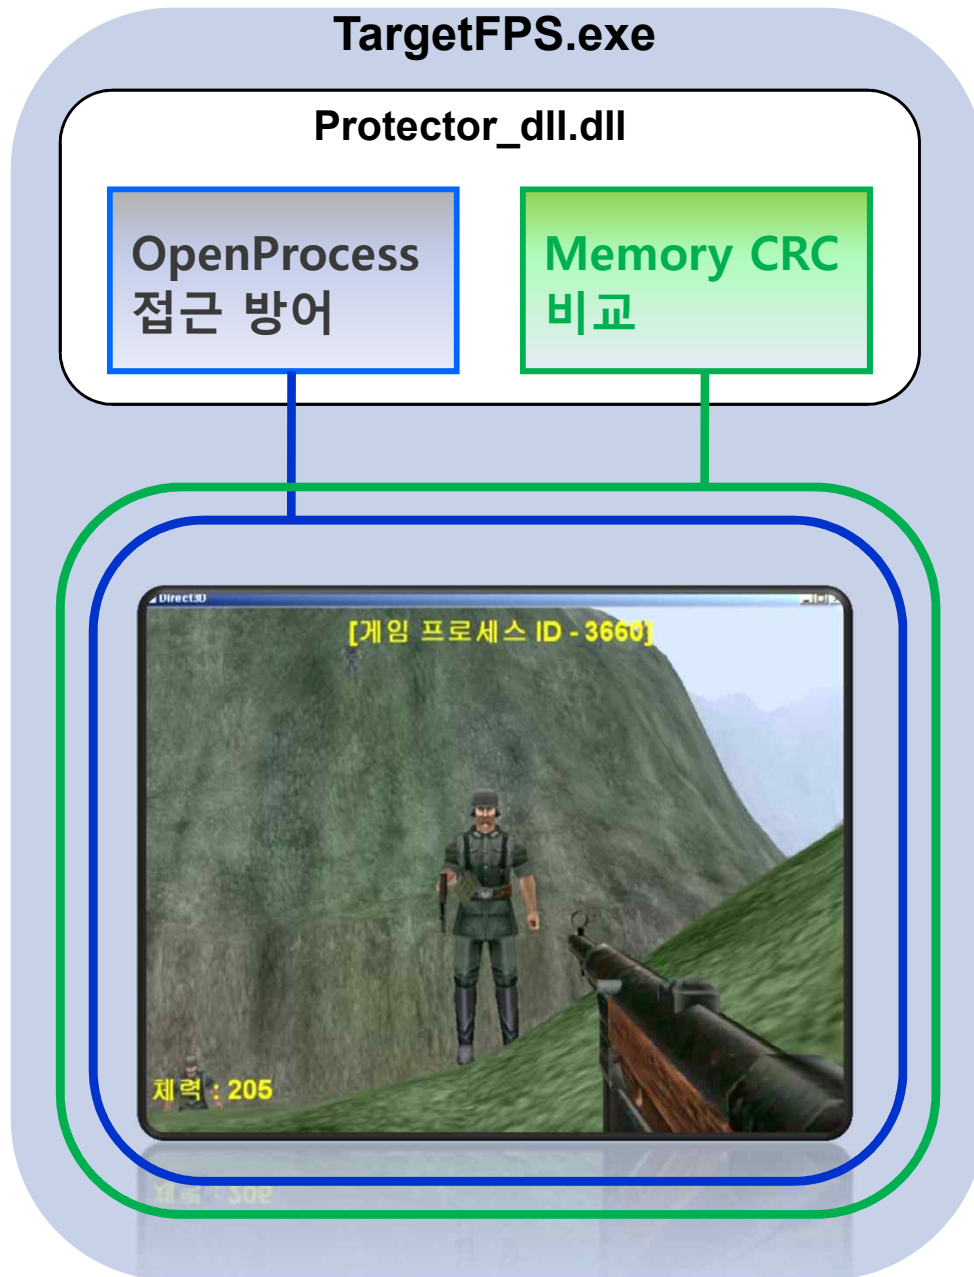 TargetFPS.exe
Protector_dll.dll
OpenProcess
접근 방어
Memory CRC
비교
Direct3D
[게임 프로세스 ID - 3660]
체력 : 205